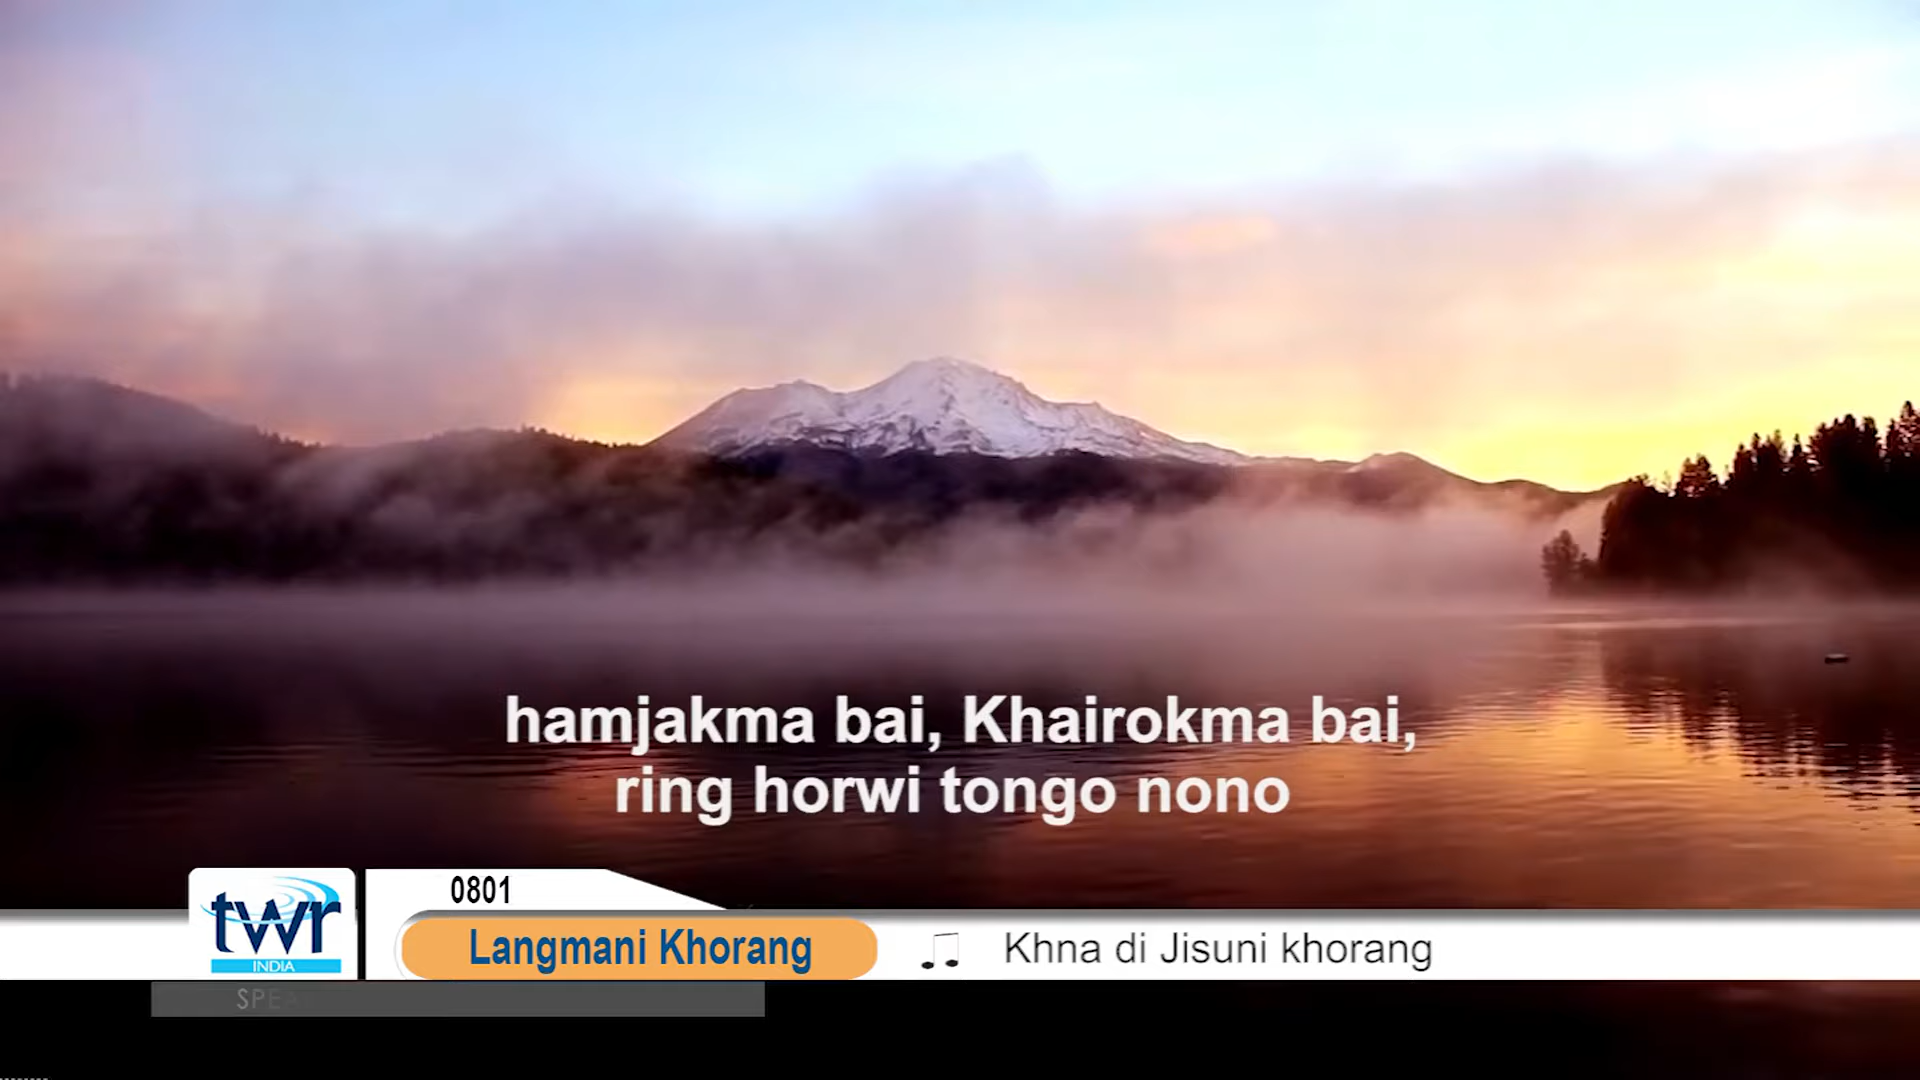 hamjakma bai, Khairokma bai,
ring horwi tongo nono
0801
twr
INDIA
Langmani Khorang
Khna di Jisuni khorang